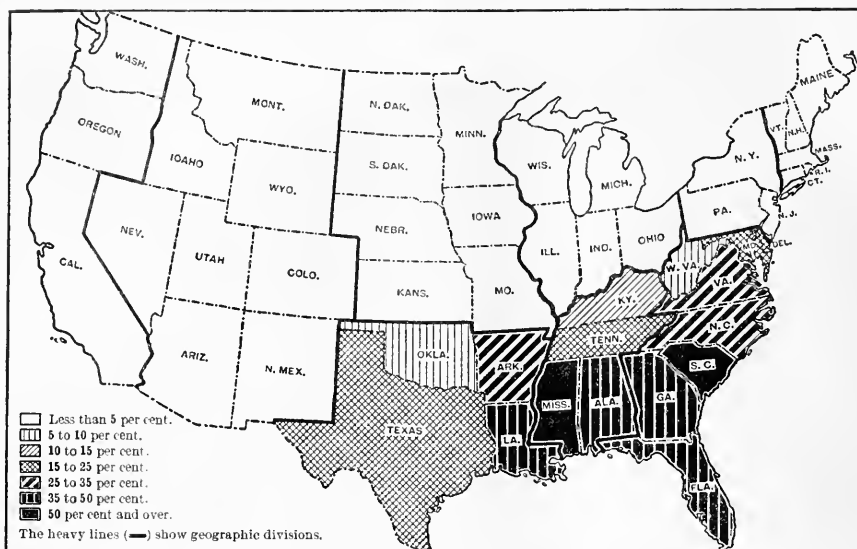 WASH.
MONT.
N. DAK.
MINN.
MAINE
OREGON
IDAHO
S. DAK.
WIS.
MICH.
VT.
N.H.
MASS.
N.Y.
R.I.
CT.
WYO.
IOWA
NEBR.
PA.
N.J.
NEV.
UTAH
COLO.
ILL.
IND.
OHIO
MD.
DEL.
W. VA.
CAL.
KANS.
MO.
KY.
VA.
ARIZ.
N. MEX.
OKLA.
ARK.
TENN.
N.C.
S.C.
TEXAS
LA.
MISS.
ALA.
GA.
FLA.
Less than 5 per cent.
5 to 10 per cent.
10 to 15 per cent.
15 to 25 per cent.
25 to 35 per cent.
35 to 50 per cent.
50 per cent and over.
The heavy lines (▬) show geographic divisions.